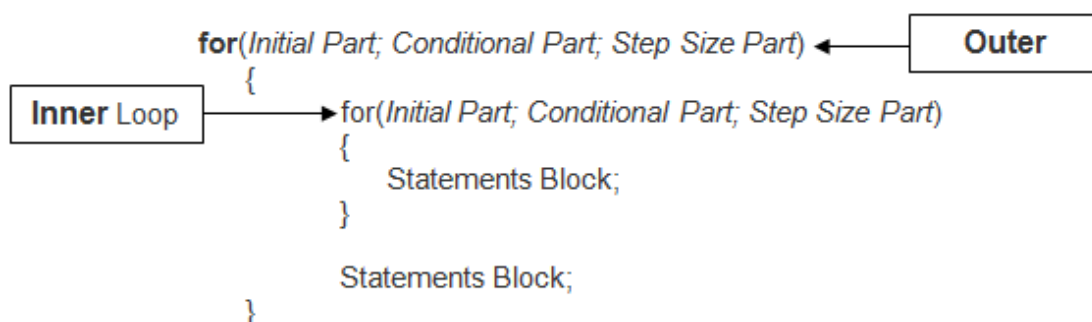 for(Initial Part; Conditional Part; Step Size Part)
Outer
{
Inner Loop
for(Initial Part; Conditional Part; Step Size Part)
{
Statements Block;
}
Statements Block;
}